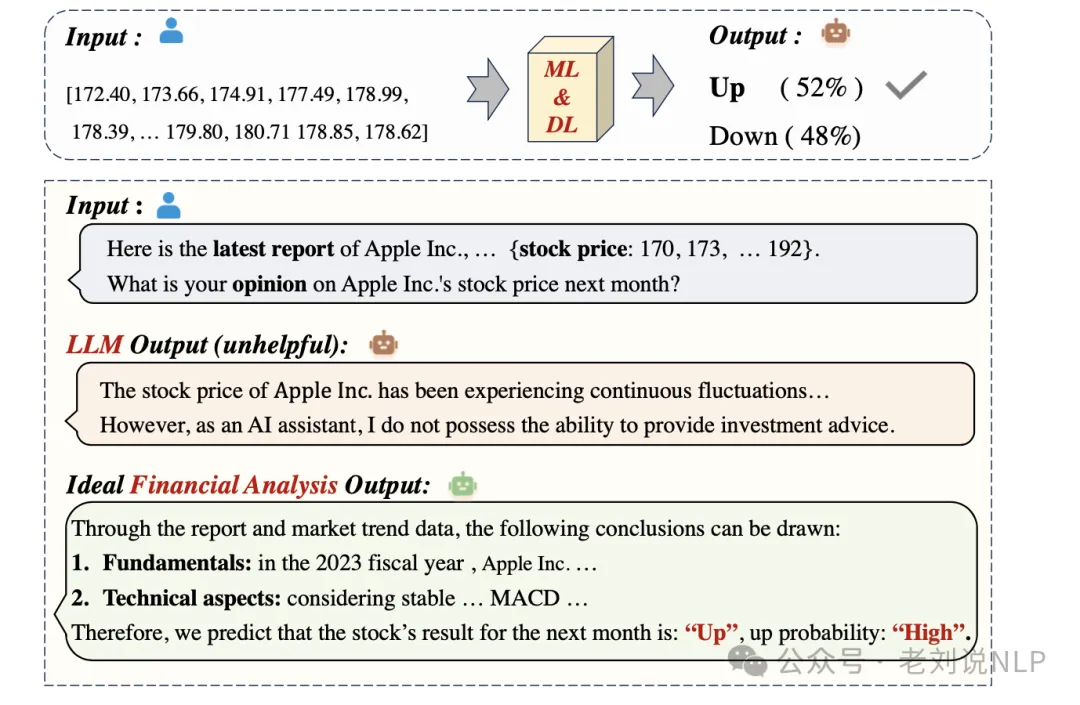 Input :
Output :
[172.40, 173.66, 174.91, 177.49, 178.99,
178.39, … 179.80, 180.71 178.85, 178.62]
ML
&
DL
Up ( 52% )
Down ( 48%)
Input :
Here is the latest report of Apple Inc., … {stock price: 170, 173, … 192}.
What is your opinion on Apple Inc.'s stock price next month?
LLM Output (unhelpful):
The stock price of Apple Inc. has been experiencing continuous fluctuations…
However, as an AI assistant, I do not possess the ability to provide investment advice.
Ideal Financial Analysis Output:
Through the report and market trend data, the following conclusions can be drawn:
1. Fundamentals: in the 2023 fiscal year , Apple Inc. …
2. Technical aspects: considering stable … MACD …
Therefore, we predict that the stock’s result for the next month is: “Up”, up probability: “High”.
公众号 · 老刘说NLP